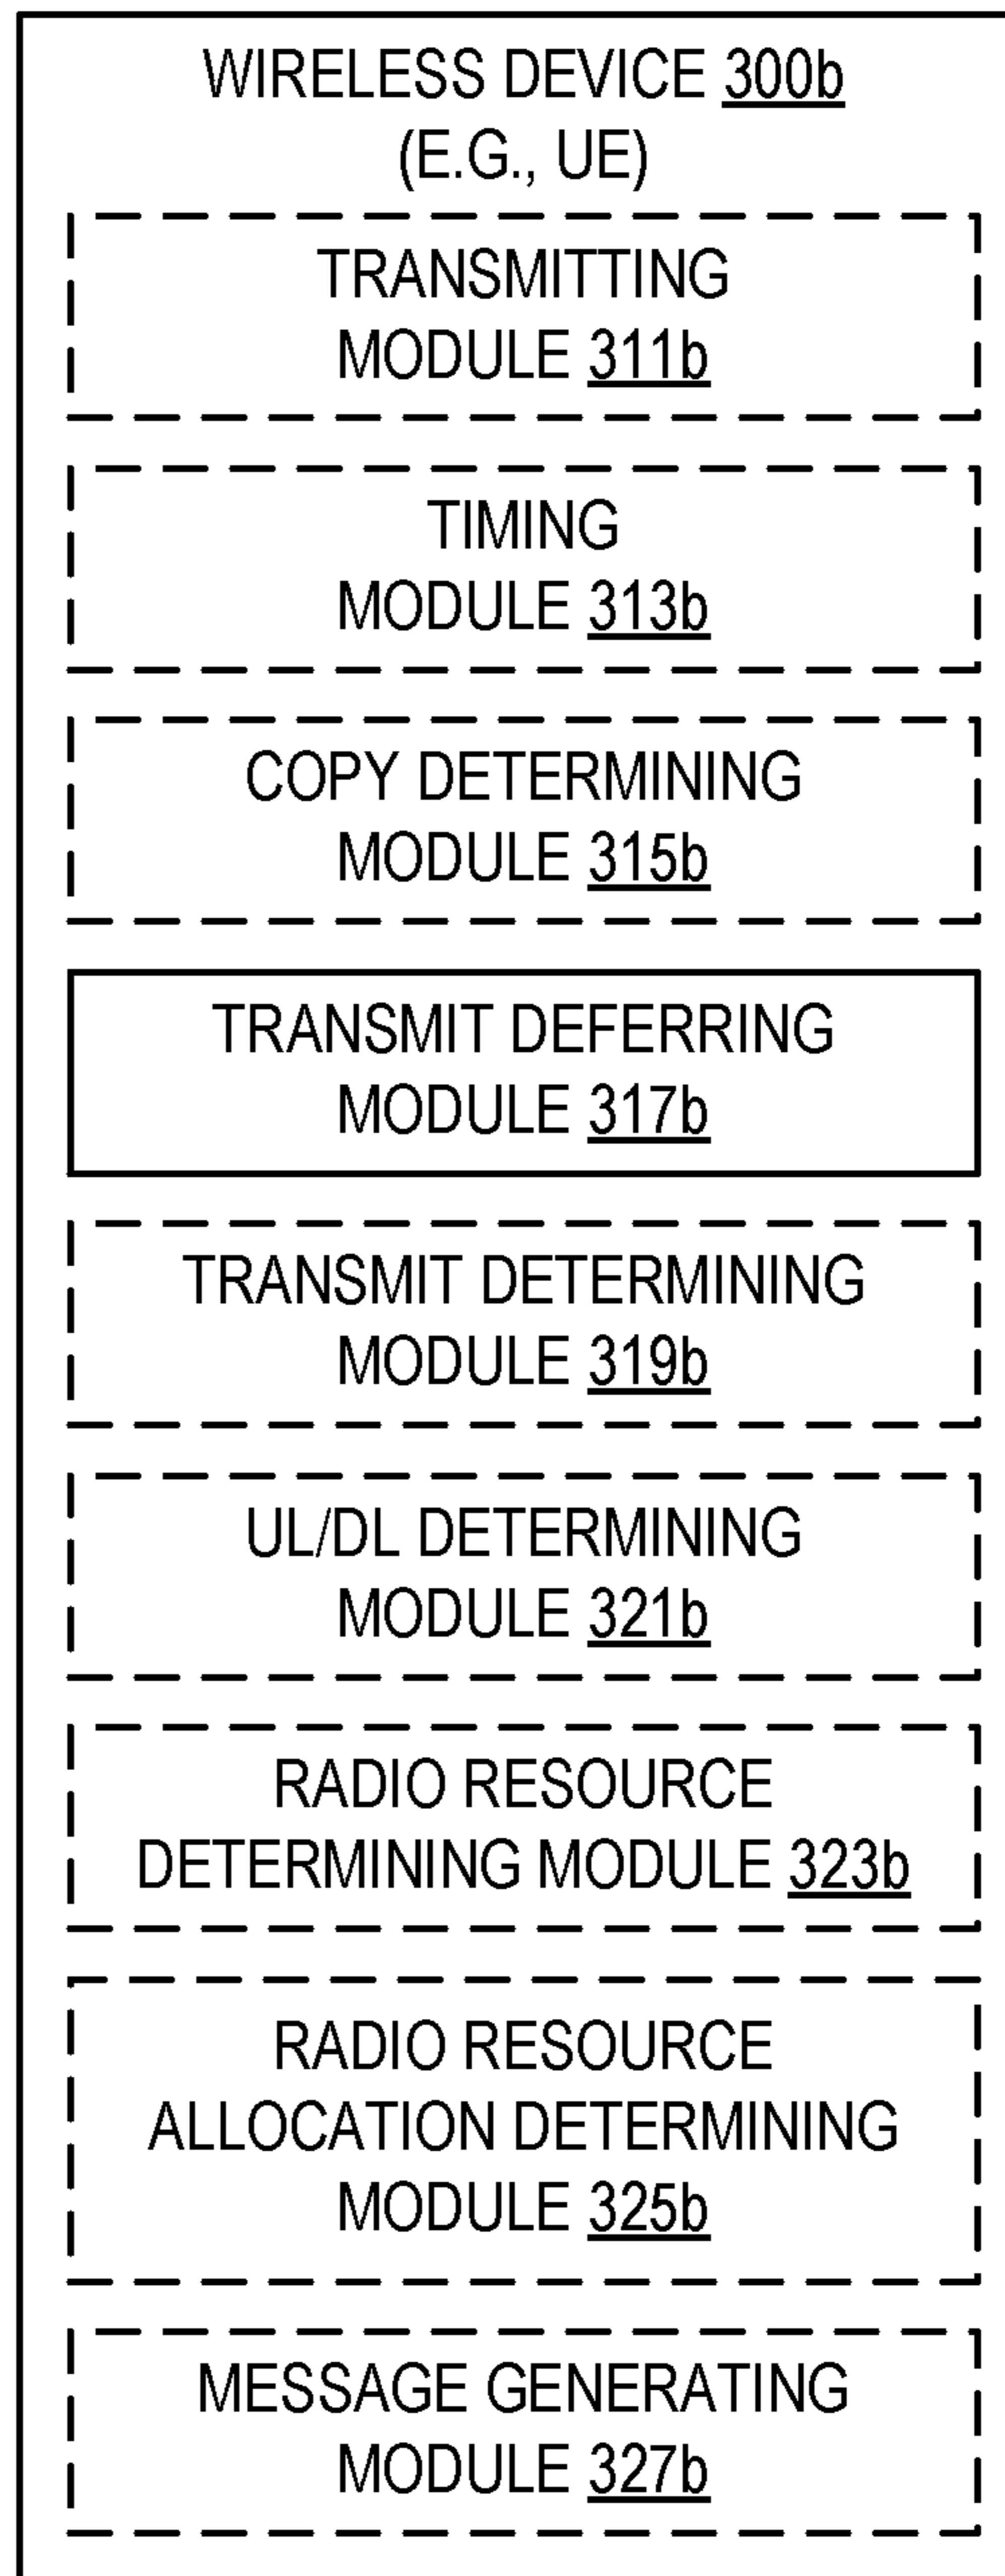 WIRELESS DEVICE 300b
(E.G., UE)
TRANSMITTING
MODULE 311b
TIMING
MODULE 313b
COPY DETERMINING
MODULE 315b
TRANSMIT DEFERRING
MODULE 317b
TRANSMIT DETERMINING
MODULE 319b
UL/DL DETERMINING
MODULE 321b
RADIO RESOURCE
DETERMINING MODULE 323b
RADIO RESOURCE
ALLOCATION DETERMINING
MODULE 325b
MESSAGE GENERATING
MODULE 327b